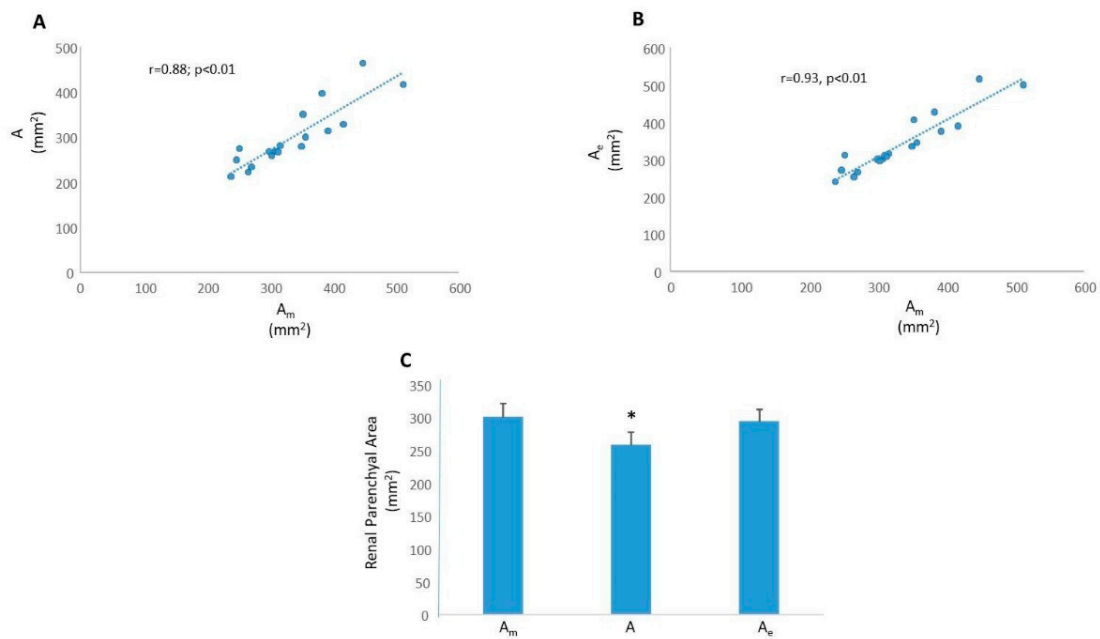 A
r=0.88; p<0.01
A
(mm²)
500
400
300
200
100
0
0 100 200 300 400 500 600
Aₘ
(mm²)
B
r=0.93, p<0.01
Aₑ
(mm²)
600
500
400
300
200
100
0
0 100 200 300 400 500 600
Aₘ
(mm²)
C
Renal Parenchyal Area
(mm²)
350
300
250
200
150
100
50
0
*
Aₘ A Aₑ